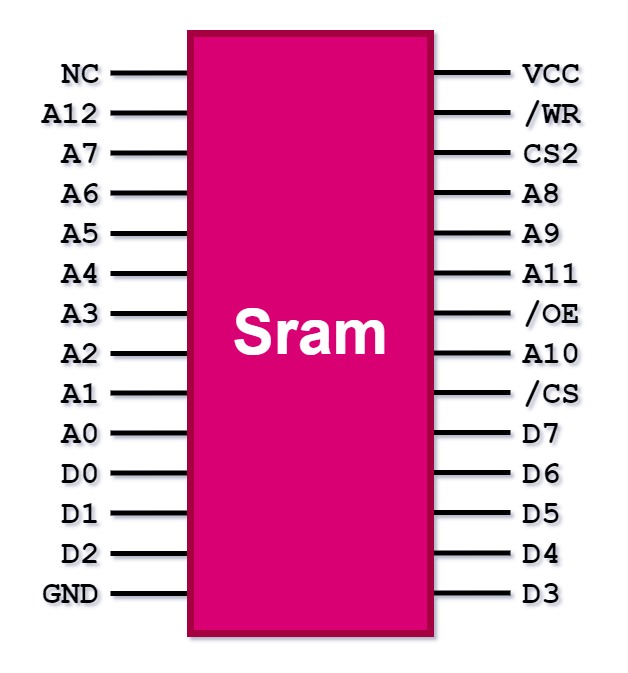 NC VCC
A12 /WR
A7 CS2
A6 A8
A5 A9
A4 A11
A3 /OE
Sram
A2 A10
A1 /CS
A0 D7
D0 D6
D1 D5
D2 D4
GND D3